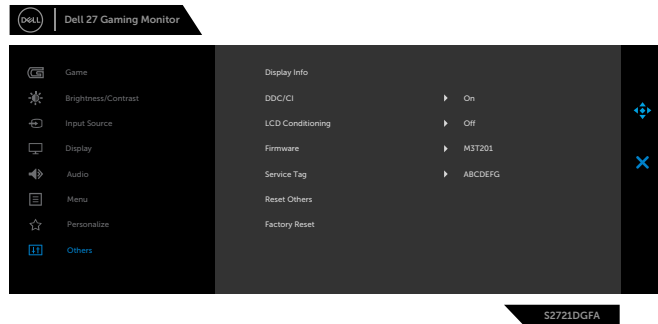 DELL
Dell 27 Gaming Monitor
Game
Display Info
Brightness/Contrast
DDC/CI
On
Input Source
LCD Conditioning
Off
Display
Firmware
M3T201
Audio
Service Tag
ABCDEFG
Menu
Reset Others
Personalize
Factory Reset
Others
S2721DGFA